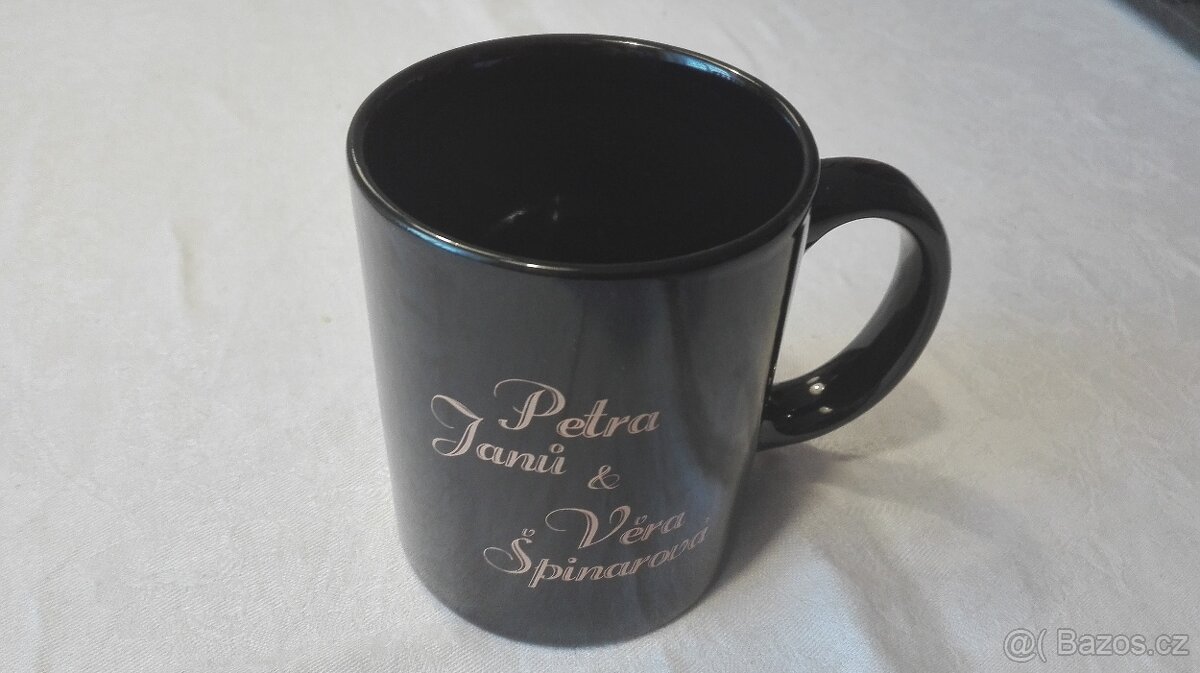 Petra
Janů
&
Věra
Špinarová
@( Bazos.cz